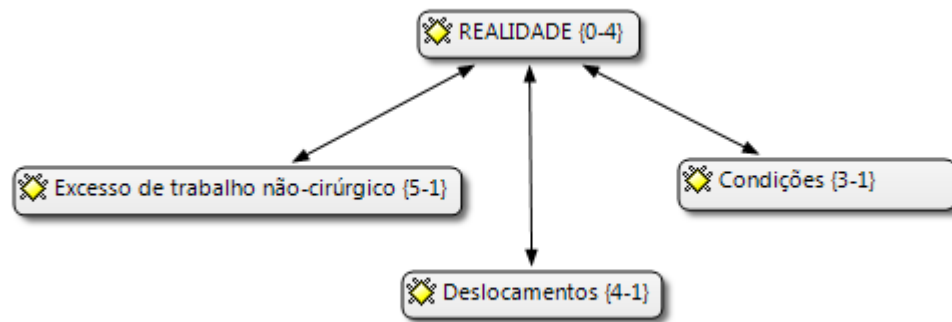 REALIDADE {0-4}
Excesso de trabalho não-cirúrgico {5-1}
Condições {3-1}
Deslocamentos {4-1}